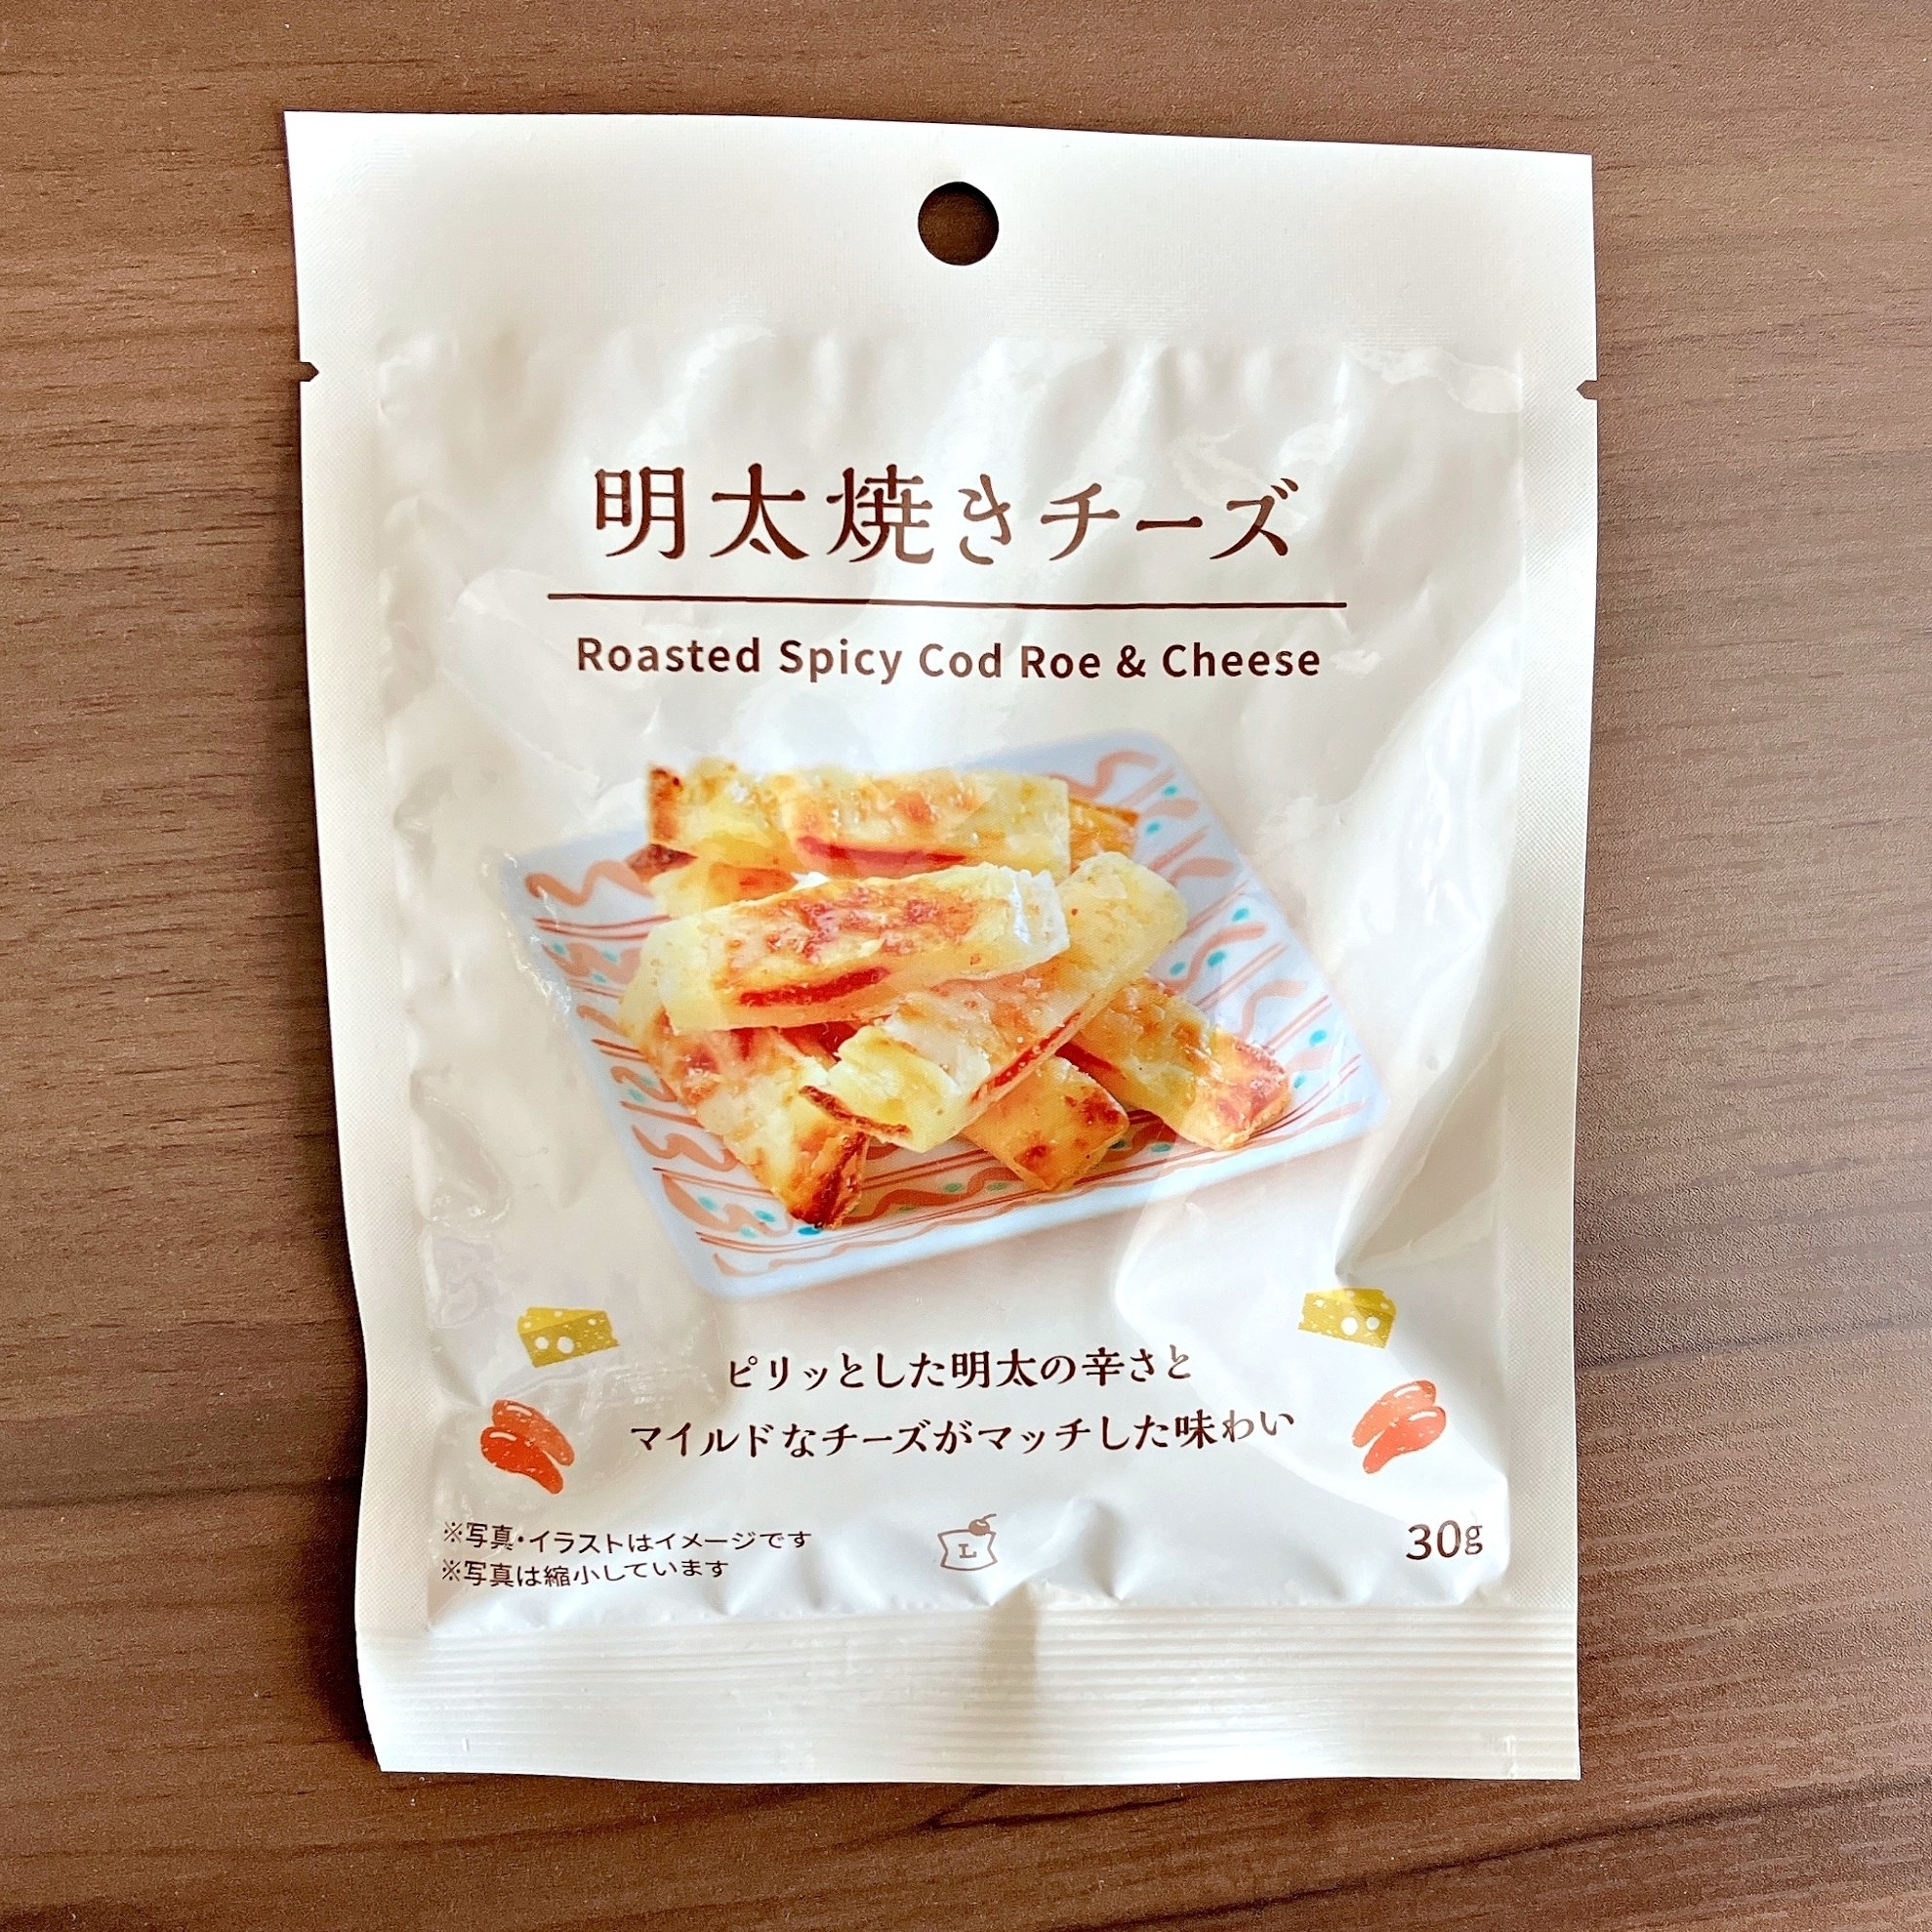 明太焼きチーズ
Roasted Spicy Cod Roe & Cheese
ピリッとした明太の辛さと
マイルドなチーズがマッチした味わい
※写真・イラストはイメージです
※写真は縮小しています
L
30g